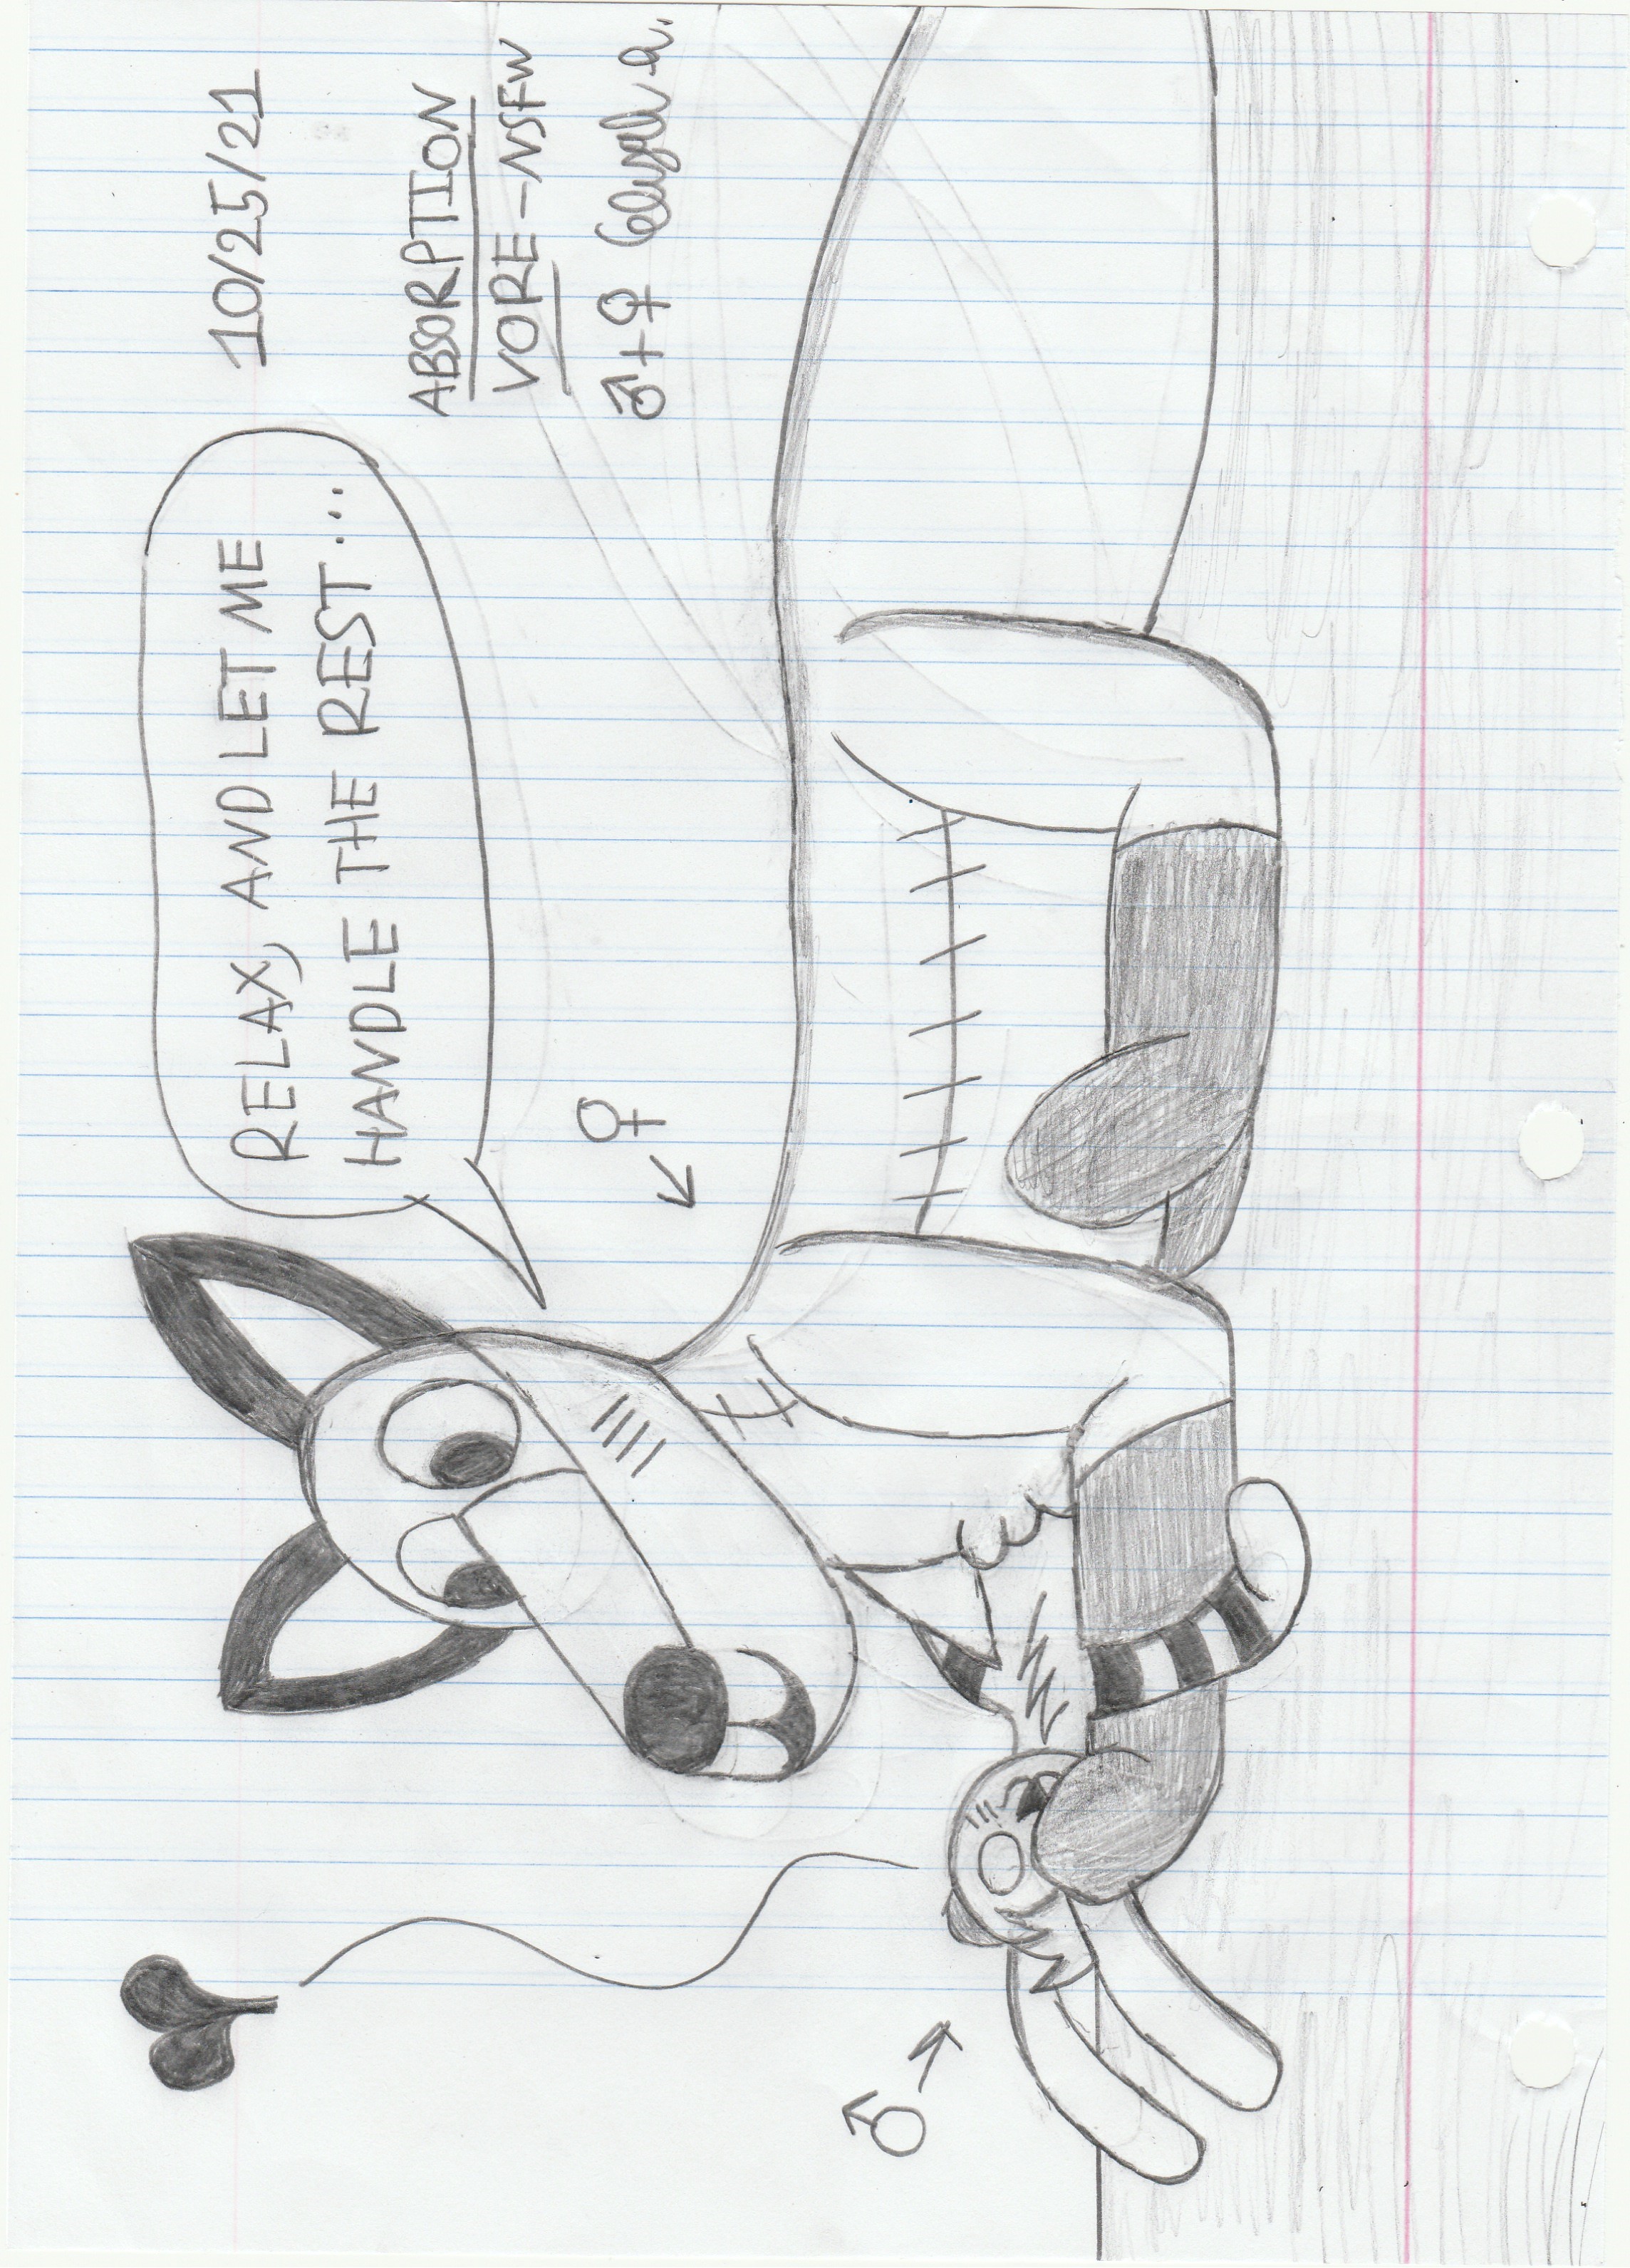 RELAX, AND LET ME
HANDLE THE REST...
10/25/21
ABSORPTION
VORE-NSFW
♂+♀
♀
♂